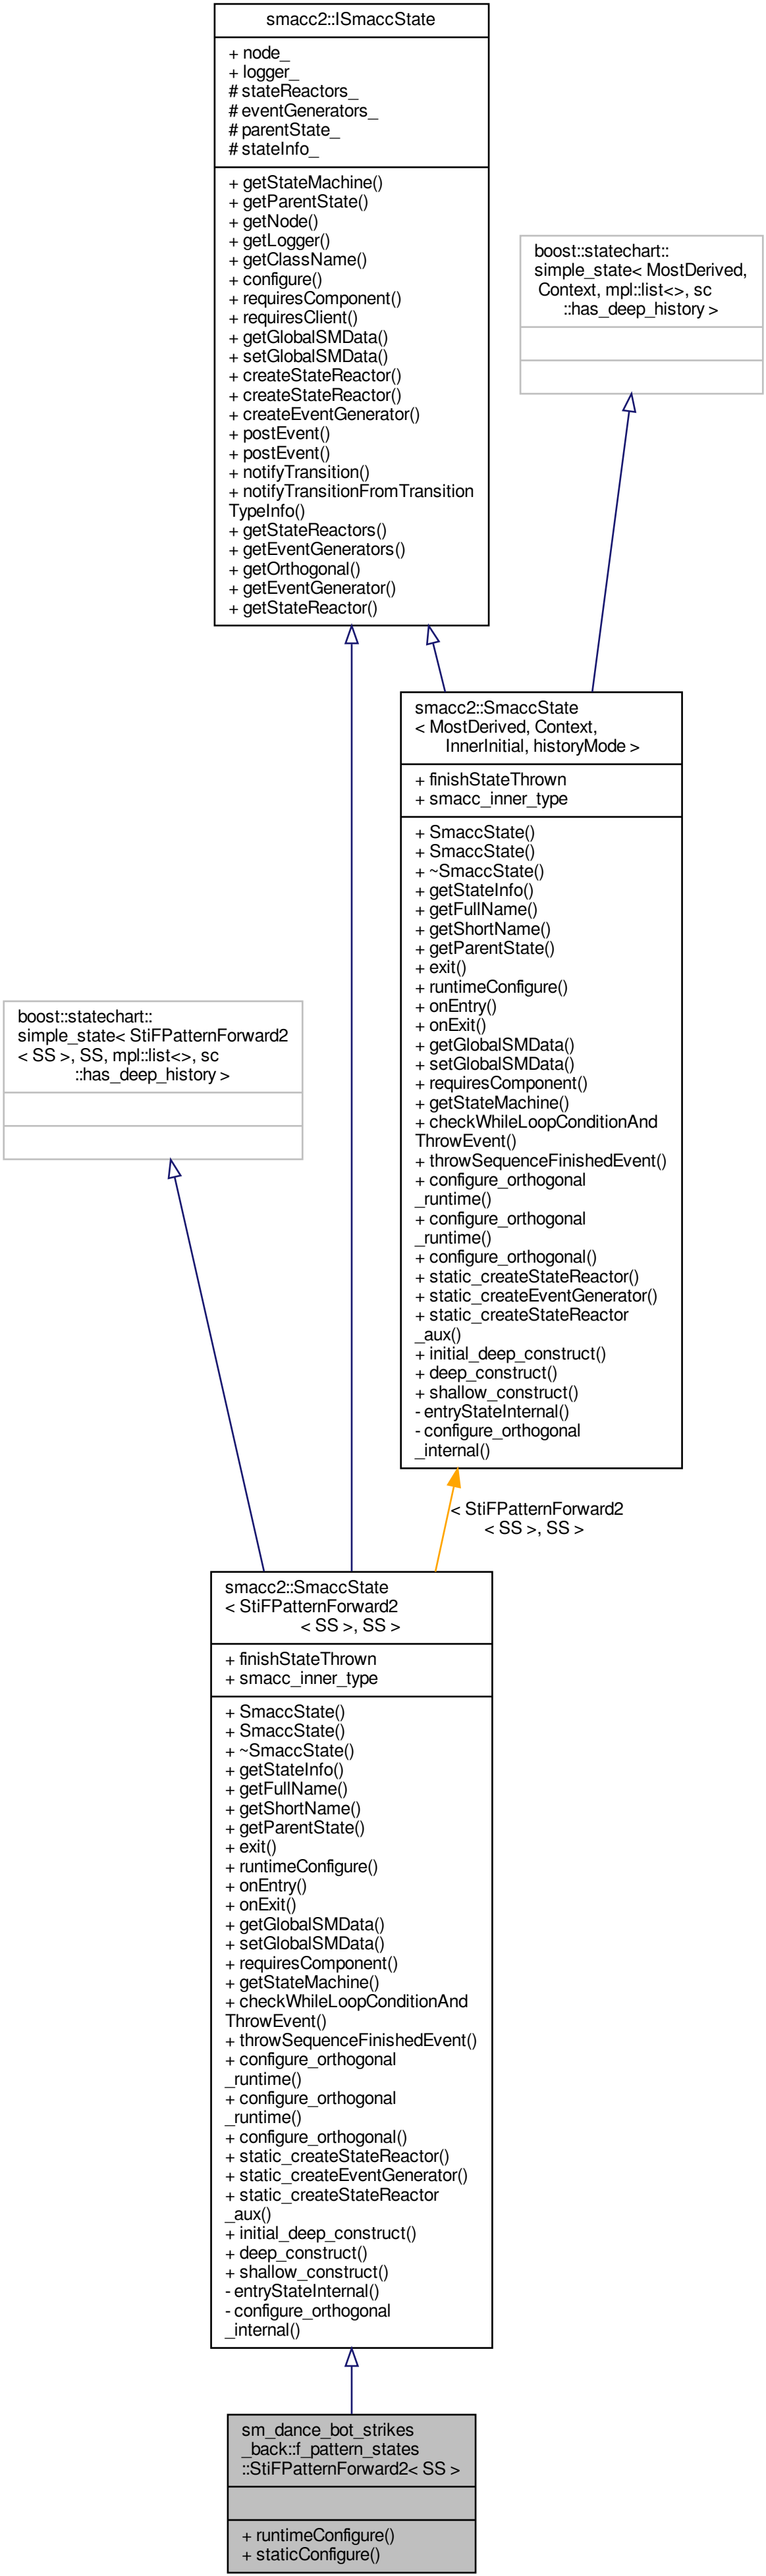 smacc2::ISmaccState
+ node_
+ logger_
# stateReactors_
# eventGenerators_
# parentState_
# stateInfo_
+ getStateMachine()
+ getParentState()
+ getNode()
+ getLogger()
+ getClassName()
+ configure()
+ requiresComponent()
+ requiresClient()
+ getGlobalSMData()
+ setGlobalSMData()
+ createStateReactor()
+ createStateReactor()
+ createEventGenerator()
+ postEvent()
+ postEvent()
+ notifyTransition()
+ notifyTransitionFromTransition
TypeInfo()
+ getStateReactors()
+ getEventGenerators()
+ getOrthogonal()
+ getEventGenerator()
+ getStateReactor()
boost::statechart::
simple_state< MostDerived,
Context, mpl::list<>, sc
::has_deep_history >
smacc2::SmaccState
< MostDerived, Context,
InnerInitial, historyMode >
+ finishStateThrown
+ smacc_inner_type
+ SmaccState()
+ SmaccState()
+ ~SmaccState()
+ getStateInfo()
+ getFullName()
+ getShortName()
+ getParentState()
+ exit()
+ runtimeConfigure()
+ onEntry()
+ onExit()
+ getGlobalSMData()
+ setGlobalSMData()
+ requiresComponent()
+ getStateMachine()
+ checkWhileLoopConditionAnd
ThrowEvent()
+ throwSequenceFinishedEvent()
+ configure_orthogonal
_runtime()
+ configure_orthogonal
_runtime()
+ configure_orthogonal()
+ static_createStateReactor()
+ static_createEventGenerator()
+ static_createStateReactor
_aux()
+ initial_deep_construct()
+ deep_construct()
+ shallow_construct()
- entryStateInternal()
- configure_orthogonal
_internal()
boost::statechart::
simple_state< StiFPatternForward2
< SS >, SS, mpl::list<>, sc
::has_deep_history >
< StiFPatternForward2
< SS >, SS >
smacc2::SmaccState
< StiFPatternForward2
< SS >, SS >
+ finishStateThrown
+ smacc_inner_type
+ SmaccState()
+ SmaccState()
+ ~SmaccState()
+ getStateInfo()
+ getFullName()
+ getShortName()
+ getParentState()
+ exit()
+ runtimeConfigure()
+ onEntry()
+ onExit()
+ getGlobalSMData()
+ setGlobalSMData()
+ requiresComponent()
+ getStateMachine()
+ checkWhileLoopConditionAnd
ThrowEvent()
+ throwSequenceFinishedEvent()
+ configure_orthogonal
_runtime()
+ configure_orthogonal
_runtime()
+ configure_orthogonal()
+ static_createStateReactor()
+ static_createEventGenerator()
+ static_createStateReactor
_aux()
+ initial_deep_construct()
+ deep_construct()
+ shallow_construct()
- entryStateInternal()
- configure_orthogonal
_internal()
sm_dance_bot_strikes
_back::f_pattern_states
::StiFPatternForward2< SS >
+ runtimeConfigure()
+ staticConfigure()